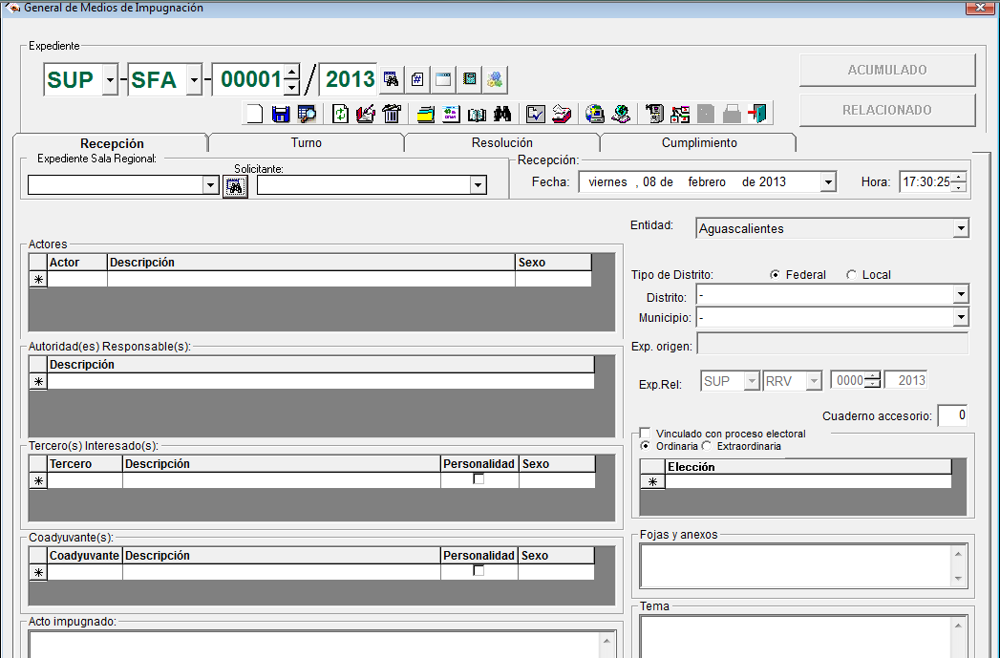 General de Medios de Impugnación
Expediente
SUP - SFA - 00001 / 2013
ACUMULADO
RELACIONADO
Recepción Turno Resolución Cumplimiento
Expediente Sala Regional:
Solicitante:
Recepción:
Fecha: viernes , 08 de febrero de 2013 Hora: 17:30:25
Entidad: Aguascalientes
Actores
Actor Descripción Sexo
Tipo de Distrito: Federal Local
Distrito: -
Municipio: -
Exp. origen:
Autoridad(es) Responsable(s):
Descripción
Exp.Rel: SUP RRV 0000 2013
Cuaderno accesorio: 0
Vinculado con proceso electoral
Ordinaria Extraordinaria
Elección
Tercero(s) Interesado(s):
Tercero Descripción Personalidad Sexo
Coadyuvante(s):
Coadyuvante Descripción Personalidad Sexo
Fojas y anexos
Tema
Acto impugnado: